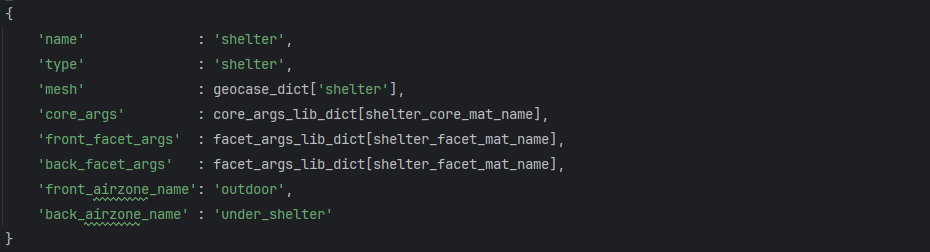 {
    'name'              : 'shelter',
    'type'              : 'shelter',
    'mesh'              : geocase_dict['shelter'],
    'core_args'         : core_args_lib_dict[shelter_core_mat_name],
    'front_facet_args'  : facet_args_lib_dict[shelter_facet_mat_name],
    'back_facet_args'   : facet_args_lib_dict[shelter_facet_mat_name],
    'front_airzone_name': 'outdoor',
    'back_airzone_name' : 'under_shelter'
}